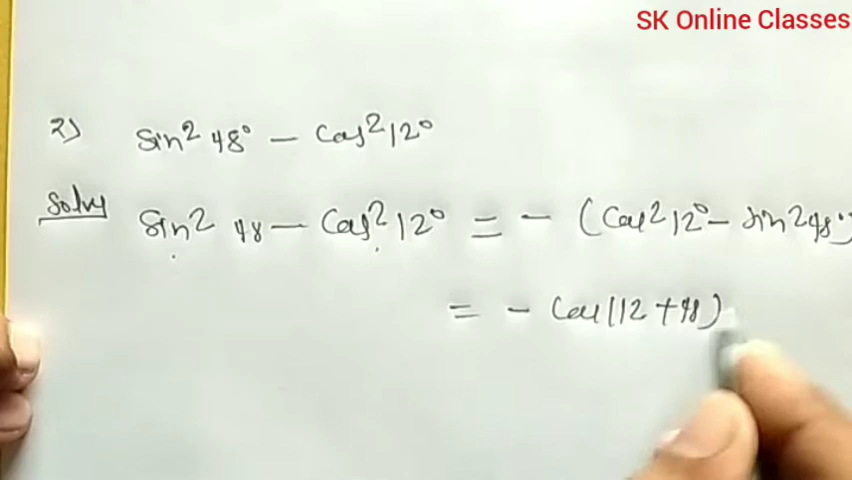 SK Online Classes
2) Sin² 48° – Cos² 12°
Soln
Sin² 48 – Cos² 12° = – (Cos² 12° – Sin² 48°)
= – Cos(12 + 48)